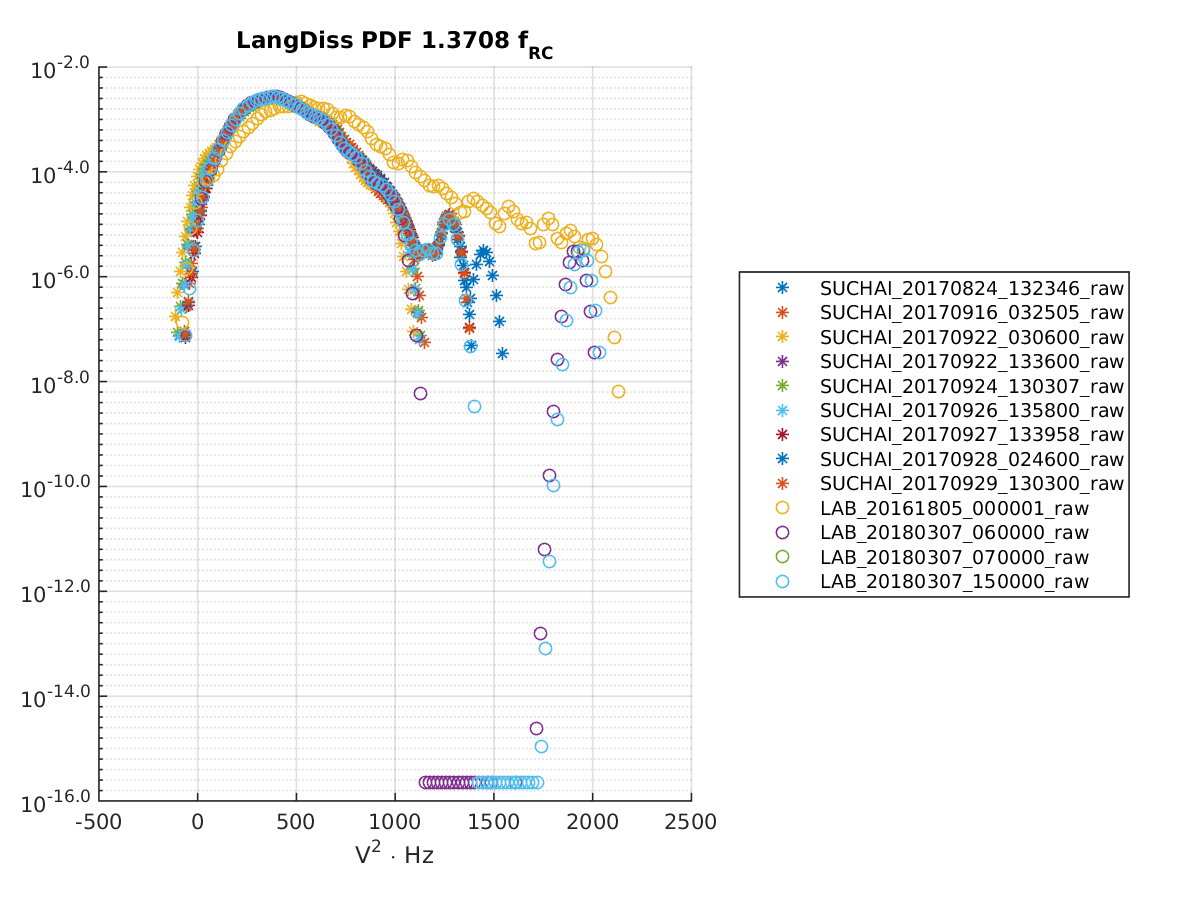 LangDiss PDF 1.3708 f_RC
10^-2.0
10^-4.0
10^-6.0
10^-8.0
10^-10.0
10^-12.0
10^-14.0
10^-16.0
-500 0 500 1000 1500 2000 2500
V^2 · Hz
SUCHAI_20170824_132346_raw
SUCHAI_20170916_032505_raw
SUCHAI_20170922_030600_raw
SUCHAI_20170922_133600_raw
SUCHAI_20170924_130307_raw
SUCHAI_20170926_135800_raw
SUCHAI_20170927_133958_raw
SUCHAI_20170928_024600_raw
SUCHAI_20170929_130300_raw
LAB_20161805_000001_raw
LAB_20180307_060000_raw
LAB_20180307_070000_raw
LAB_20180307_150000_raw